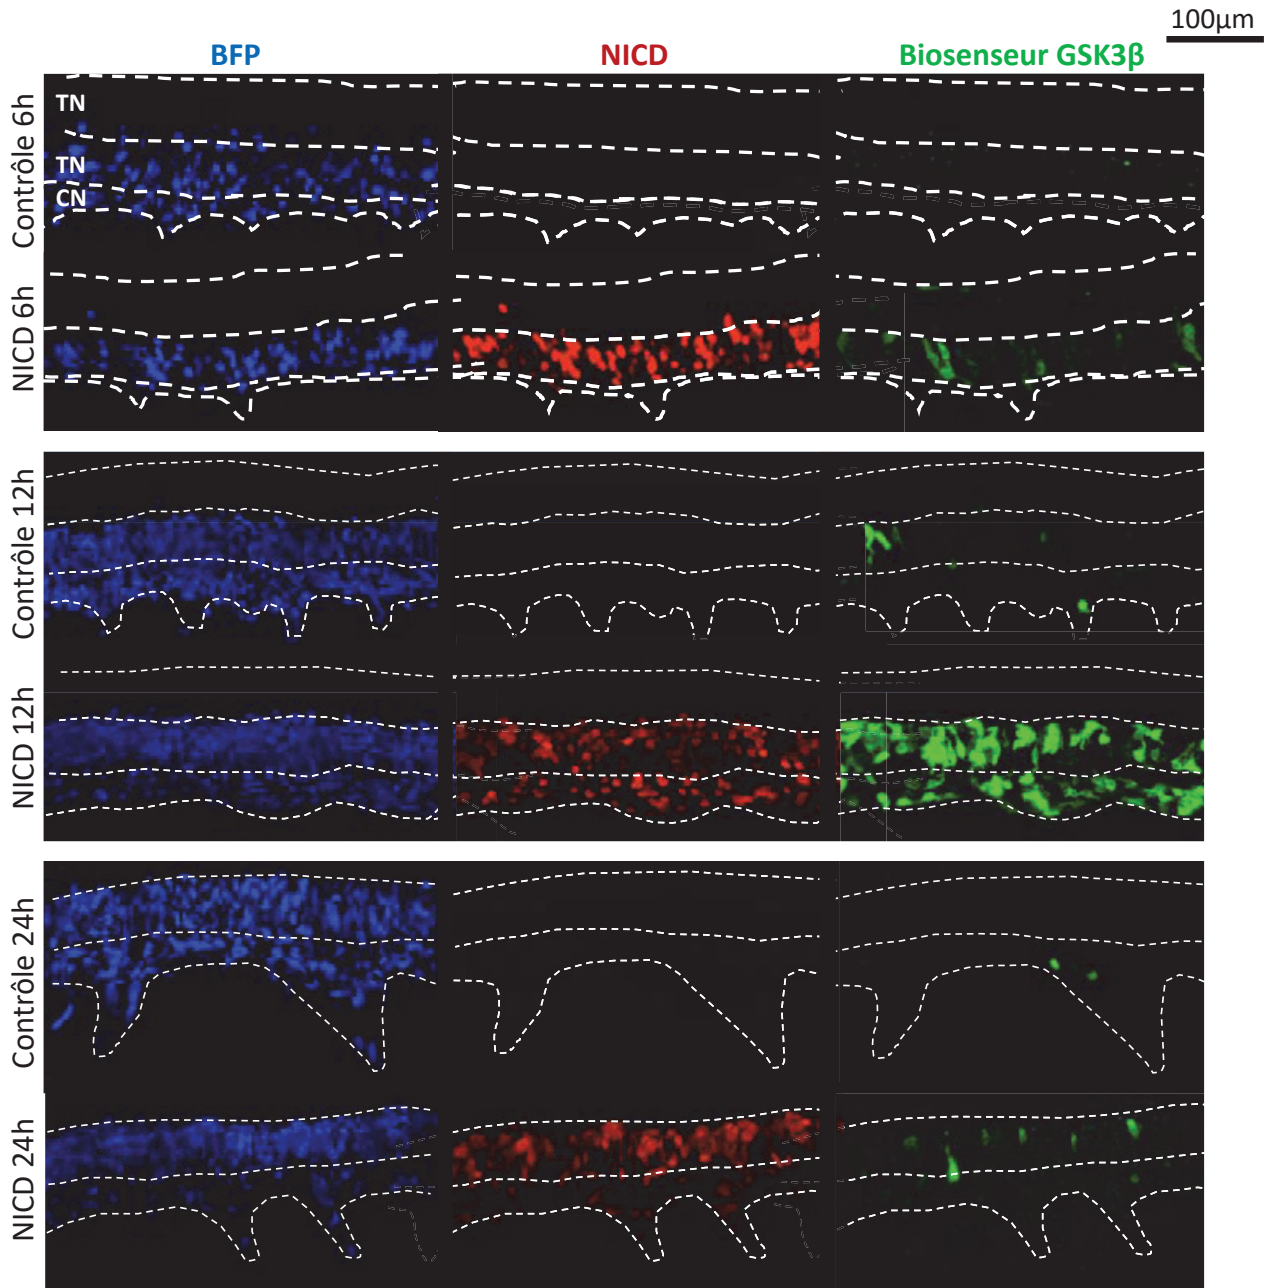 100µm
BFP
NICD
Biosenseur GSK3β
Contrôle 6h
TN
TN
CN
NICD 6h
Contrôle 12h
NICD 12h
Contrôle 24h
NICD 24h